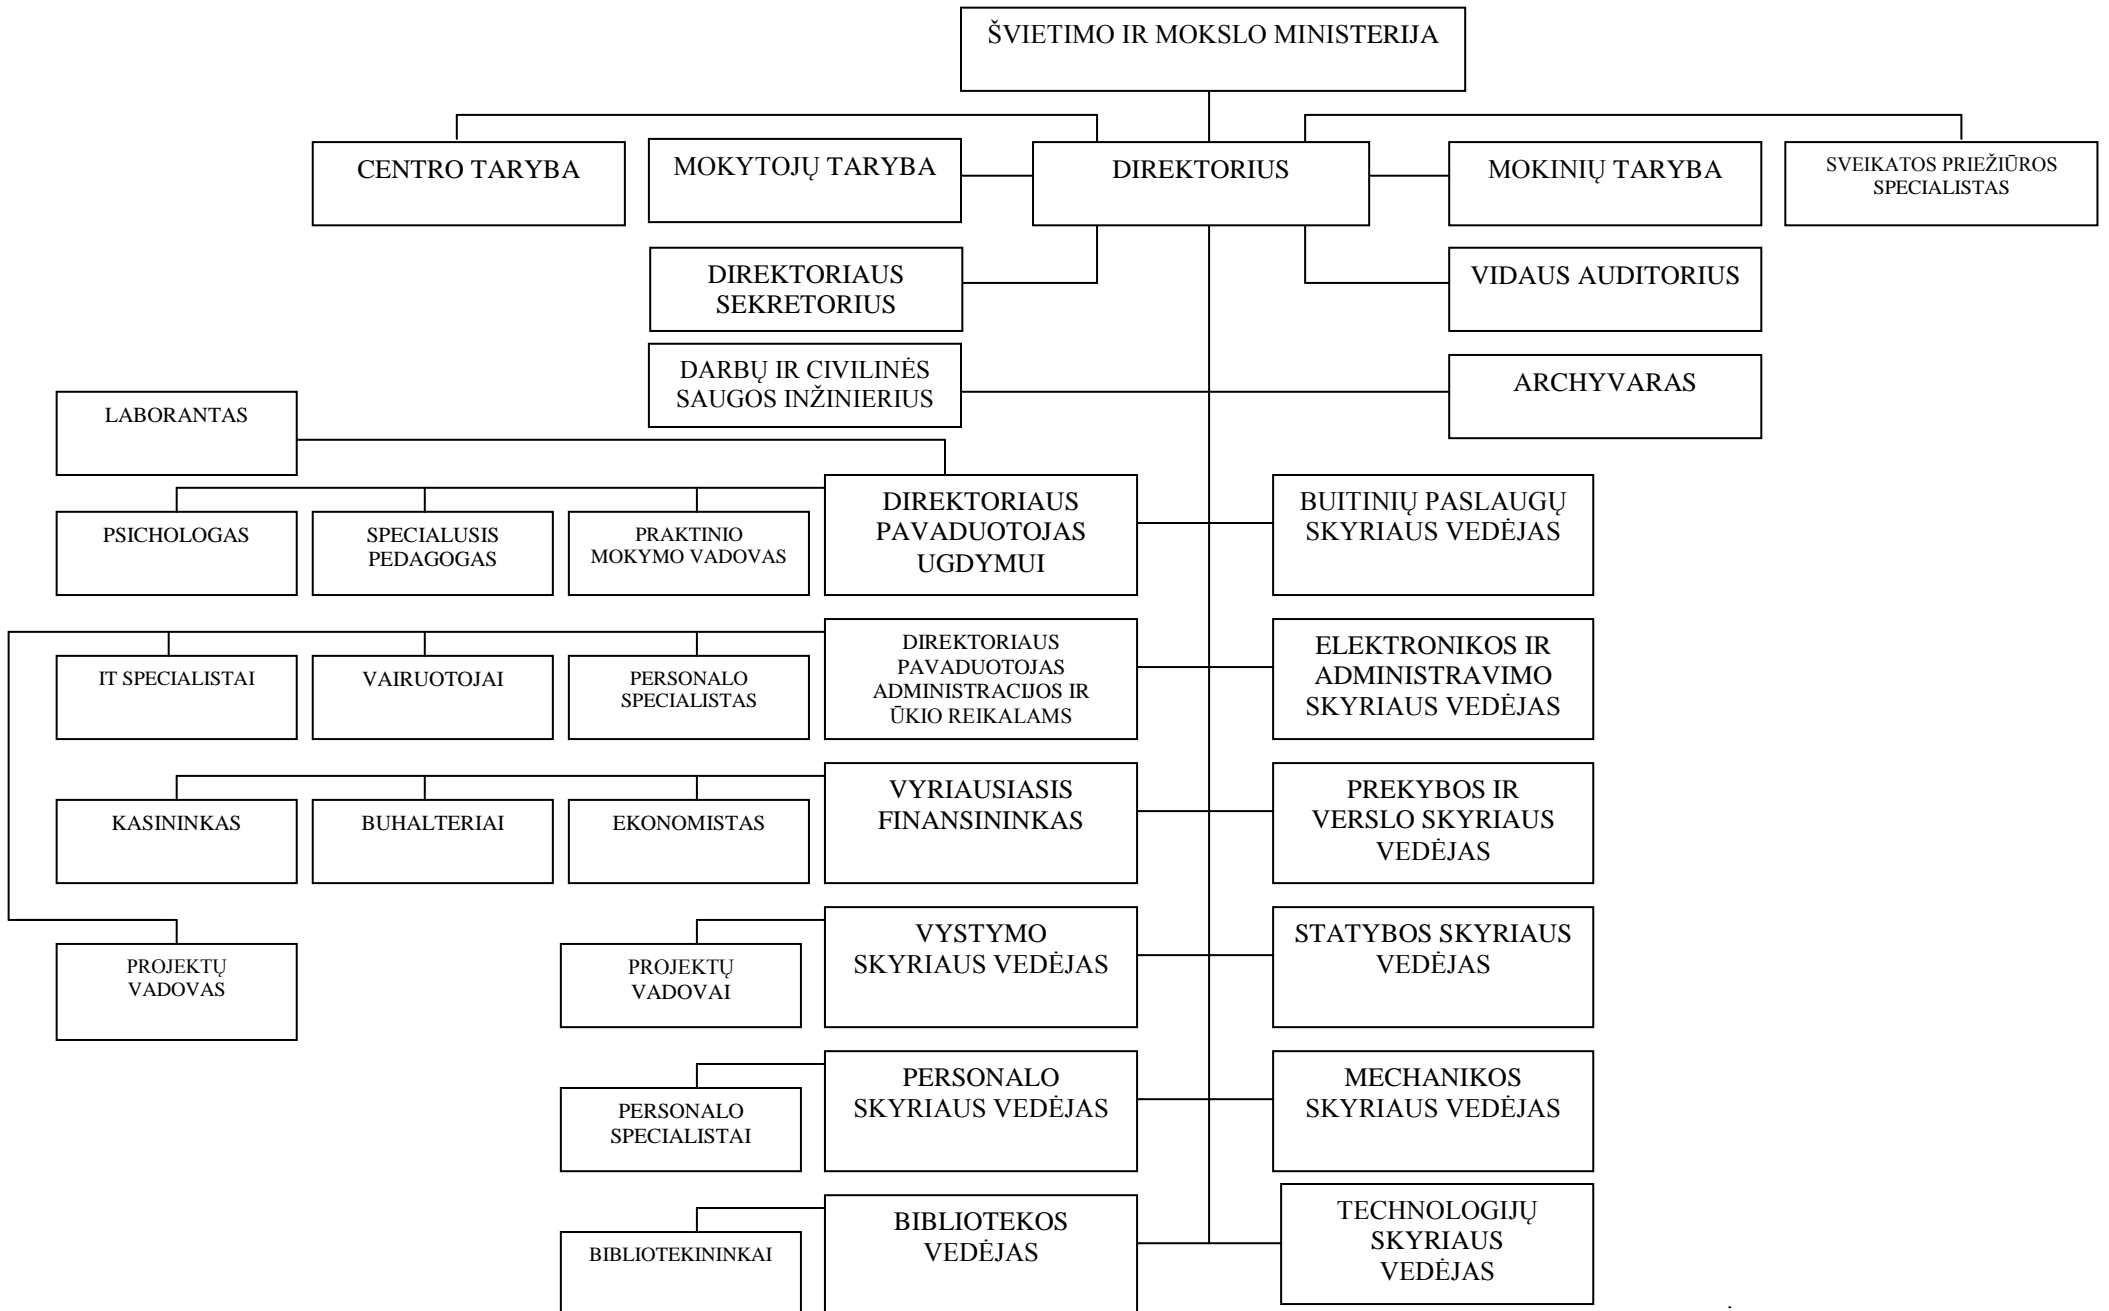 ŠVIETIMO IR MOKSLO MINISTERIJA
CENTRO TARYBA
MOKYTOJŲ TARYBA
DIREKTORIUS
MOKINIŲ TARYBA
SVEIKATOS PRIEŽIŪROS
SPECIALISTAS
DIREKTORIAUS
SEKRETORIUS
VIDAUS AUDITORIUS
DARBŲ IR CIVILINĖS
SAUGOS INŽINIERIUS
ARCHYVARAS
LABORANTAS
PSICHOLOGAS
SPECIALUSIS
PEDAGOGAS
PRAKTINIO
MOKYMO VADOVAS
DIREKTORIAUS
PAVADUOTOJAS
UGDYMUI
BUITINIŲ PASLAUGŲ
SKYRIAUS VEDĖJAS
IT SPECIALISTAI
VAIRUOTOJAI
PERSONALO
SPECIALISTAS
DIREKTORIAUS
PAVADUOTOJAS
ADMINISTRACIJOS IR
ŪKIO REIKALAMS
ELEKTRONIKOS IR
ADMINISTRAVIMO
SKYRIAUS VEDĖJAS
KASININKAS
BUHALTERIAI
EKONOMISTAS
VYRIAUSIASIS
FINANSININKAS
PREKYBOS IR
VERSLO SKYRIAUS
VEDĖJAS
PROJEKTŲ
VADOVAS
PROJEKTŲ
VADOVAI
VYSTYMO
SKYRIAUS VEDĖJAS
STATYBOS SKYRIAUS
VEDĖJAS
PERSONALO
SPECIALISTAI
PERSONALO
SKYRIAUS VEDĖJAS
MECHANIKOS
SKYRIAUS VEDĖJAS
BIBLIOTEKININKAI
BIBLIOTEKOS
VEDĖJAS
TECHNOLOGIJŲ
SKYRIAUS
VEDĖJAS